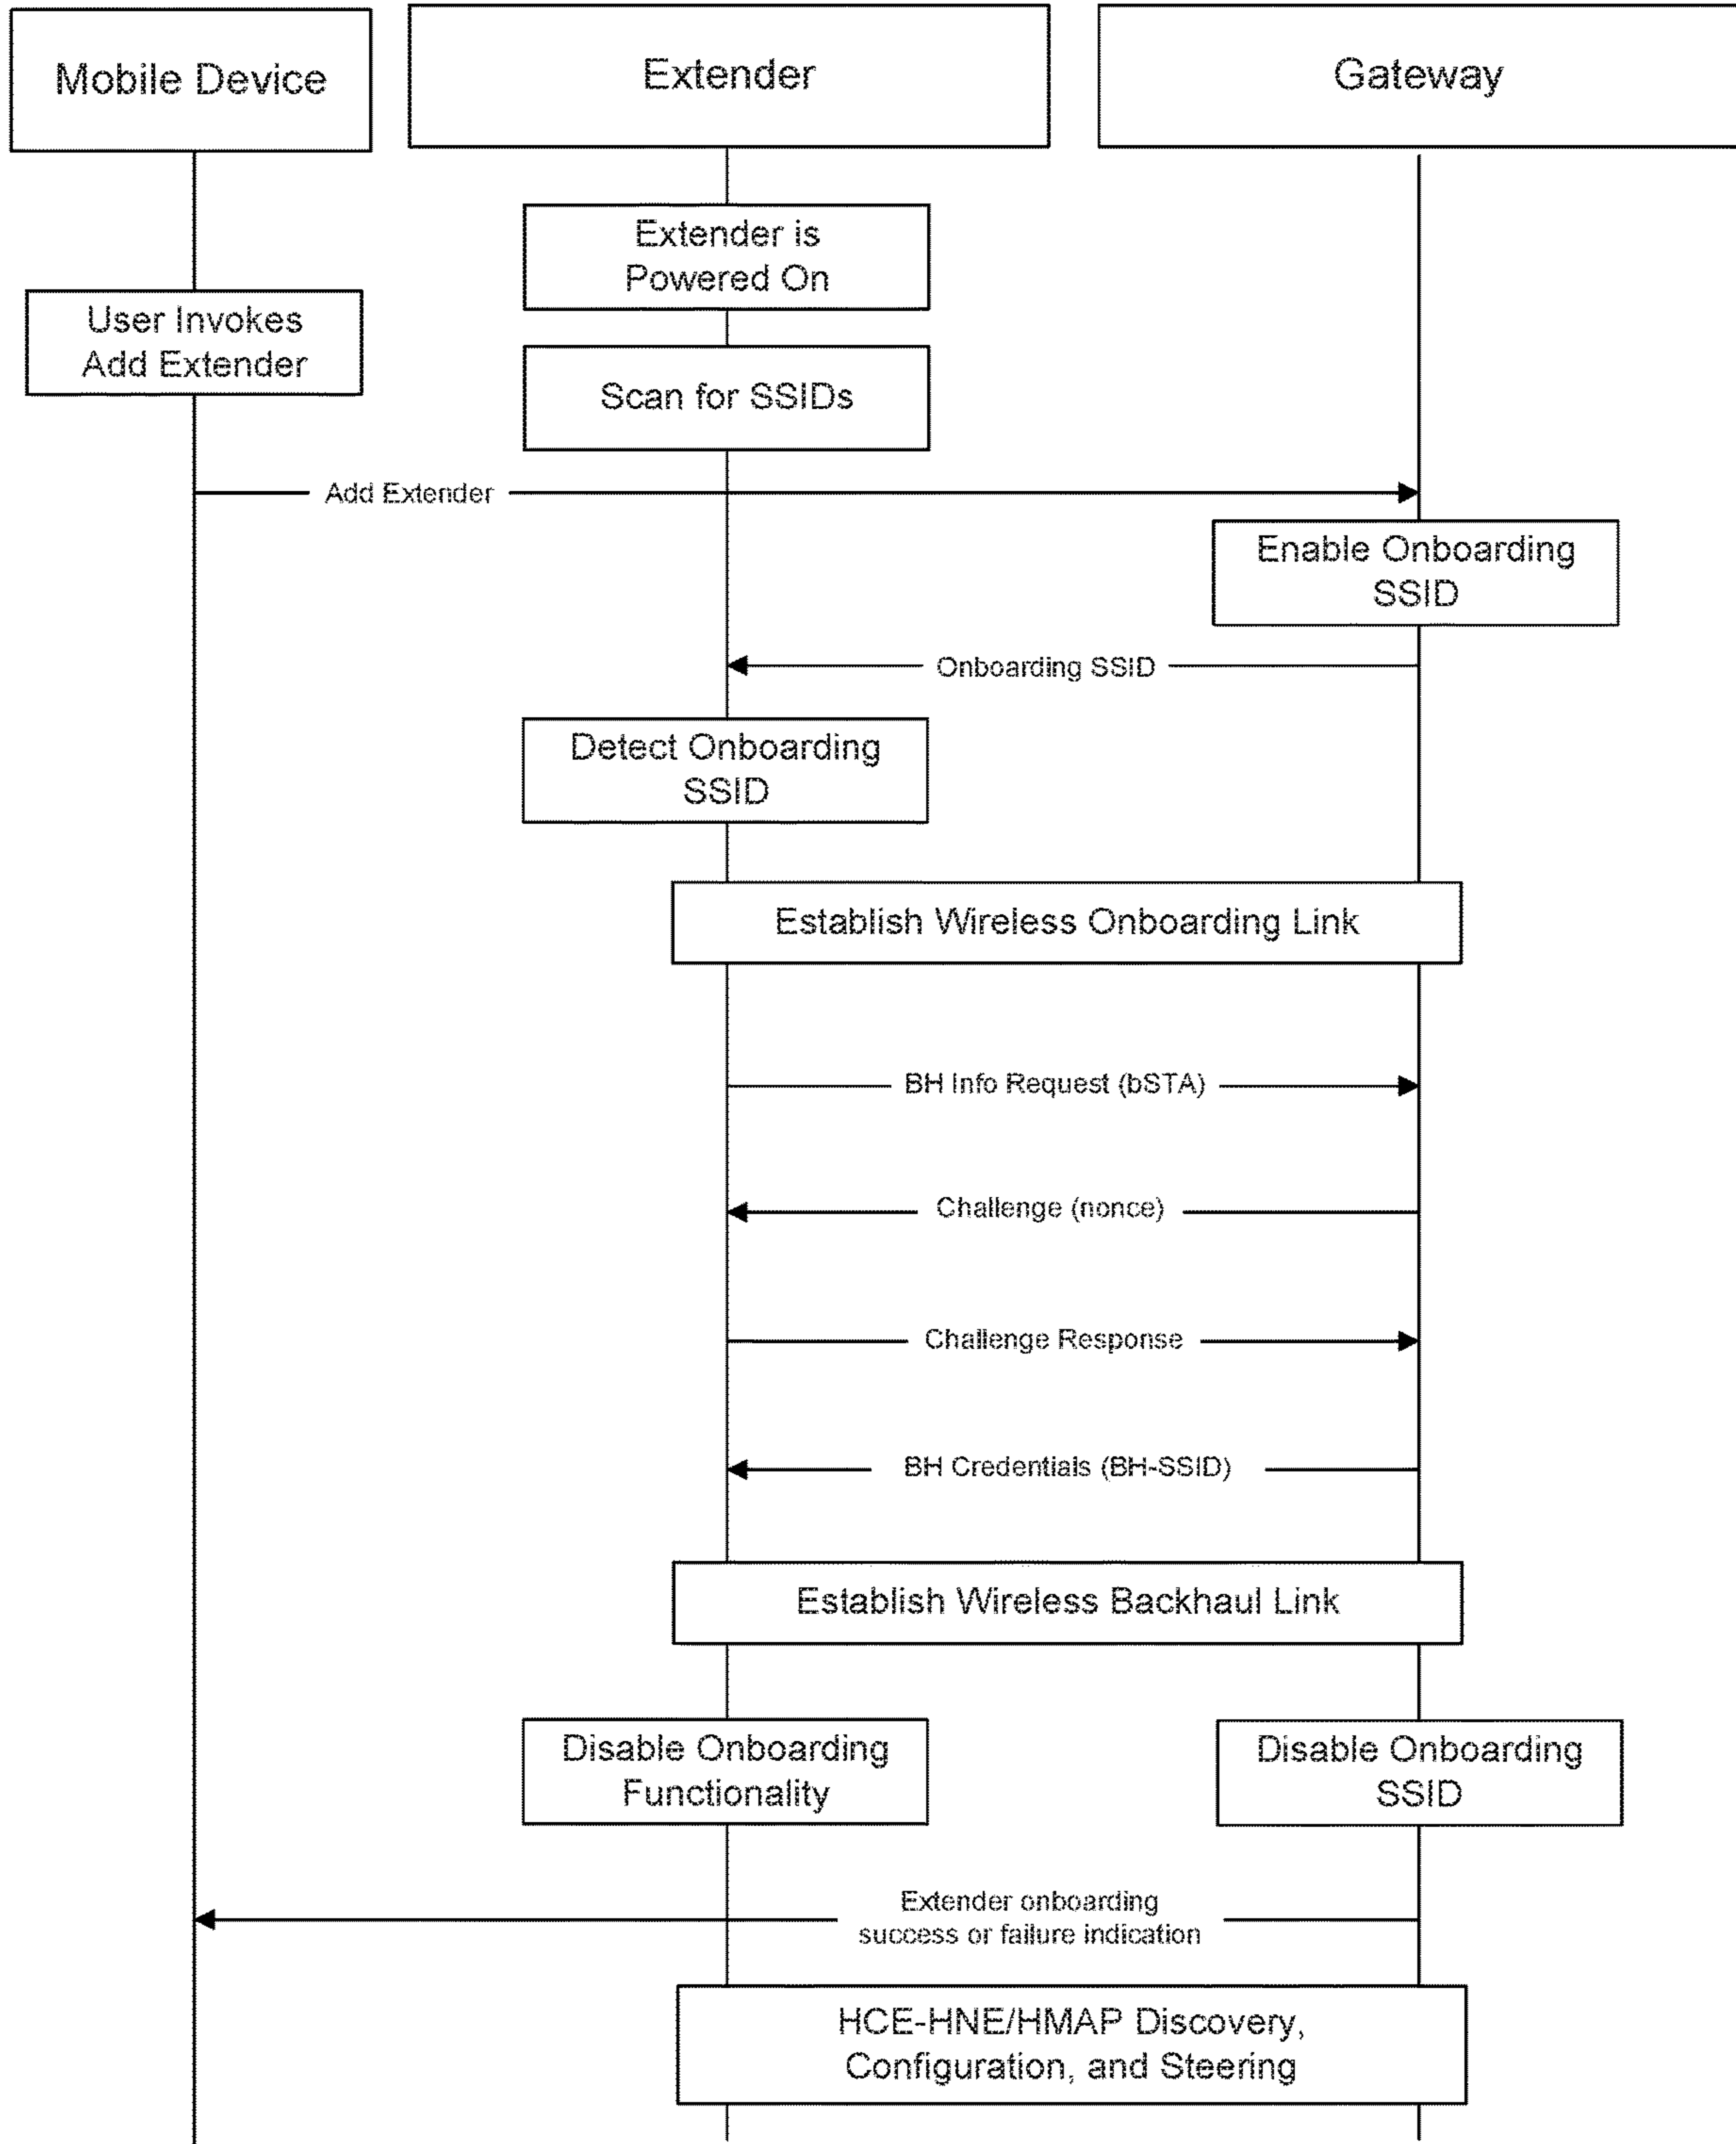 Mobile Device
Extender
Gateway
Extender is
Powered On
User Invokes
Add Extender
Scan for SSIDs
Add Extender
Enable Onboarding
SSID
Onboarding SSID
Detect Onboarding
SSID
Establish Wireless Onboarding Link
BH Info Request (bSTA)
Challenge (nonce)
Challenge Response
BH Credentials (BH-SSID)
Establish Wireless Backhaul Link
Disable Onboarding
Functionality
Disable Onboarding
SSID
Extender onboarding
success or failure indication
HCE-HNE/HMAP Discovery,
Configuration, and Steering